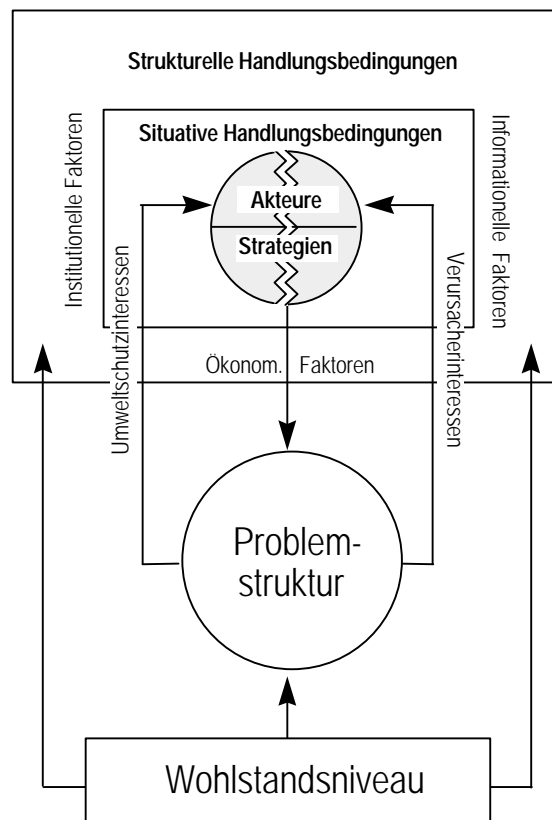 Strukturelle Handlungsbedingungen
Situative Handlungsbedingungen
Institutionelle Faktoren
Informationelle Faktoren
Akteure
Strategien
Umweltschutzinteressen
Verursacherinteressen
Ökonom. Faktoren
Problem-
struktur
Wohlstandsniveau